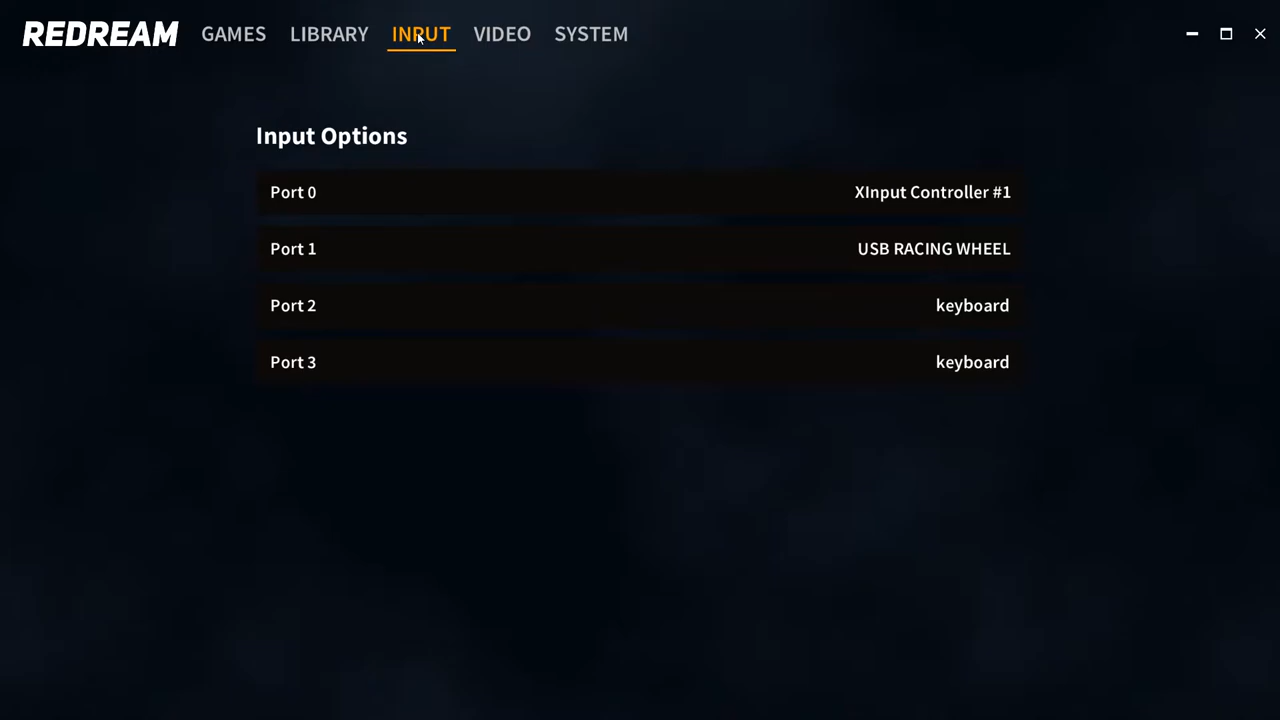 REDREAM GAMES LIBRARY INPUT VIDEO SYSTEM
Input Options
Port 0 XInput Controller #1
Port 1 USB RACING WHEEL
Port 2 keyboard
Port 3 keyboard